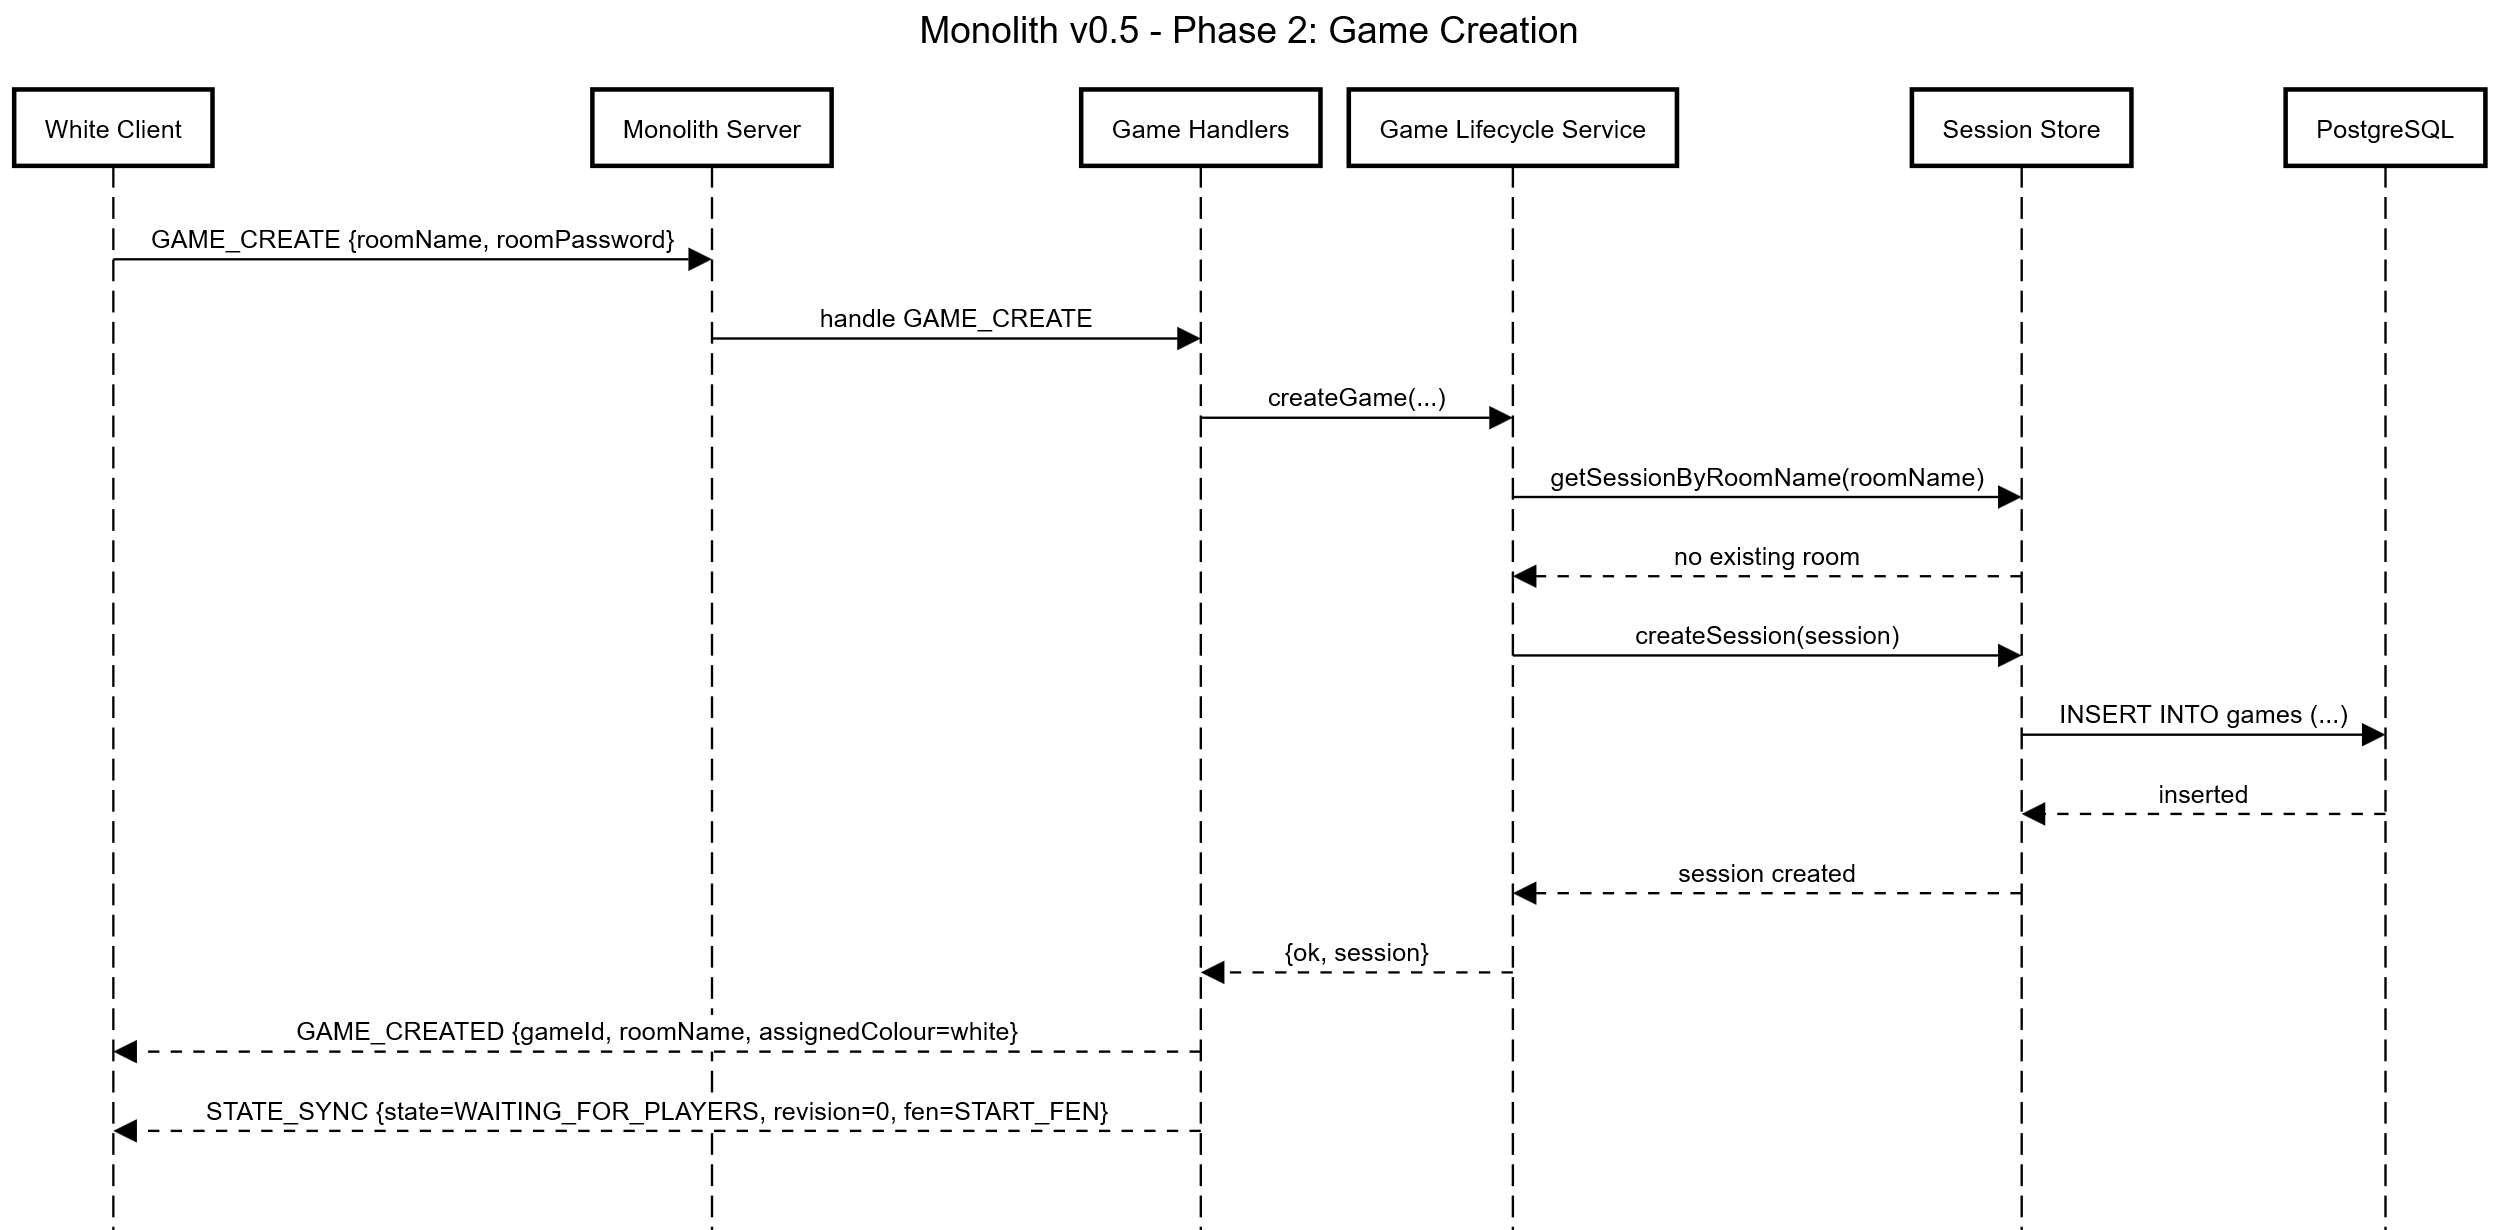 Monolith v0.5 - Phase 2: Game Creation
White Client
Monolith Server
Game Handlers
Game Lifecycle Service
Session Store
PostgreSQL
GAME_CREATE {roomName, roomPassword}
handle GAME_CREATE
createGame(...)
getSessionByRoomName(roomName)
no existing room
createSession(session)
INSERT INTO games (...)
inserted
session created
{ok, session}
GAME_CREATED {gameId, roomName, assignedColour=white}
STATE_SYNC {state=WAITING_FOR_PLAYERS, revision=0, fen=START_FEN}